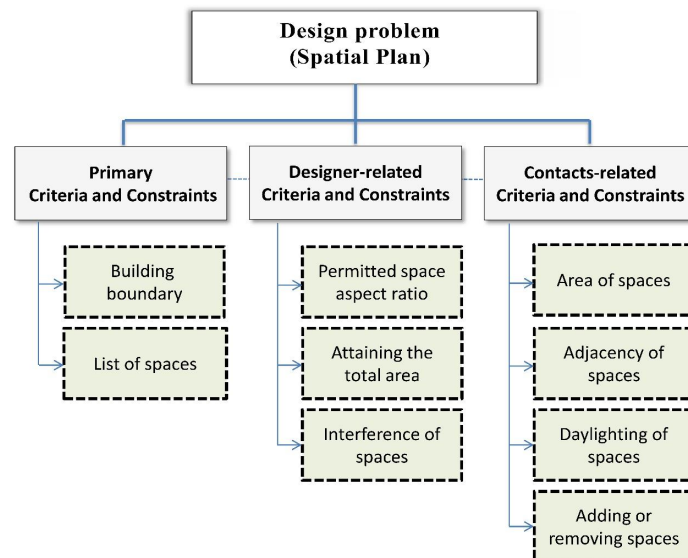 Design problem
(Spatial Plan)
Primary
Criteria and Constraints
Designer-related
Criteria and Constraints
Contacts-related
Criteria and Constraints
Building
boundary
List of spaces
Permitted space
aspect ratio
Attaining the
total area
Interference of
spaces
Area of spaces
Adjacency of
spaces
Daylighting of
spaces
Adding or
removing spaces